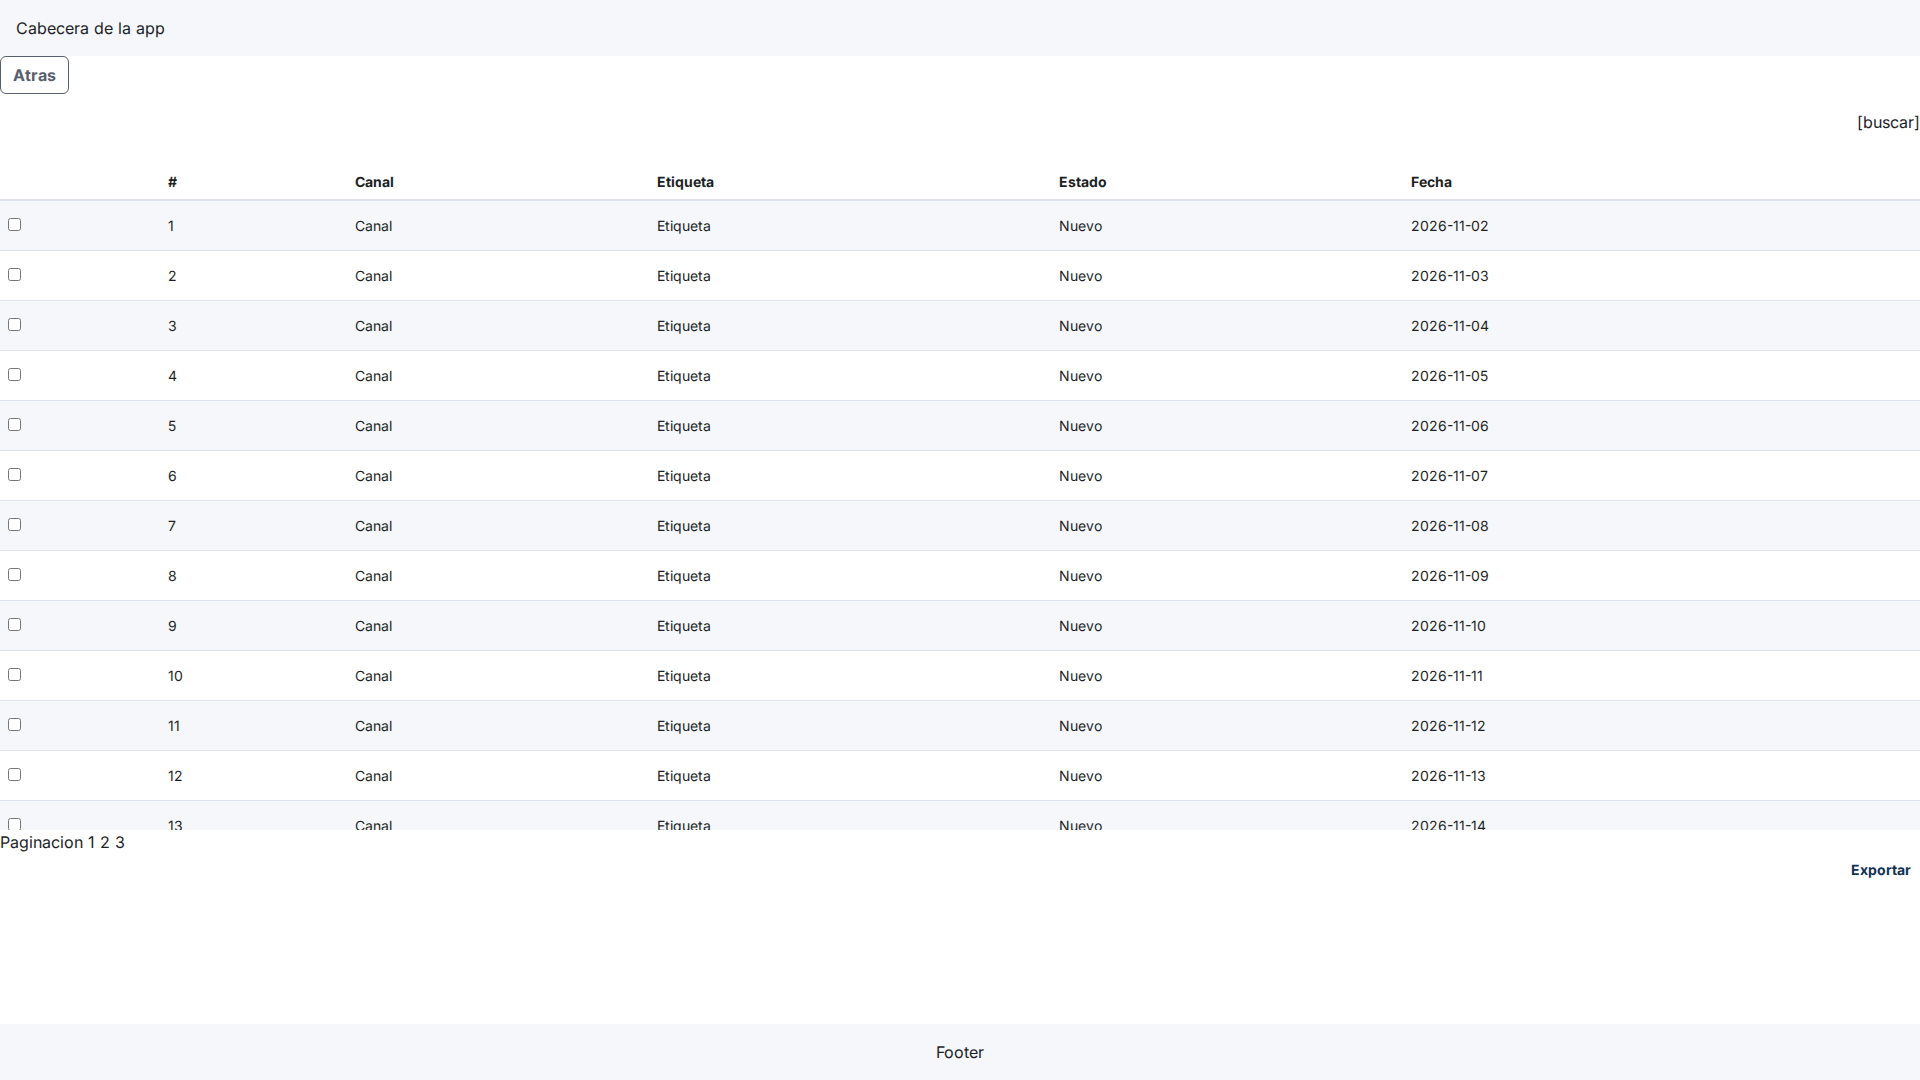 Cabecera de la app
Atras
[buscar]
# Canal Etiqueta Estado Fecha
1 Canal Etiqueta Nuevo 2026-11-02
2 Canal Etiqueta Nuevo 2026-11-03
3 Canal Etiqueta Nuevo 2026-11-04
4 Canal Etiqueta Nuevo 2026-11-05
5 Canal Etiqueta Nuevo 2026-11-06
6 Canal Etiqueta Nuevo 2026-11-07
7 Canal Etiqueta Nuevo 2026-11-08
8 Canal Etiqueta Nuevo 2026-11-09
9 Canal Etiqueta Nuevo 2026-11-10
10 Canal Etiqueta Nuevo 2026-11-11
11 Canal Etiqueta Nuevo 2026-11-12
12 Canal Etiqueta Nuevo 2026-11-13
13 Canal Etiqueta Nuevo 2026-11-14
Paginacion 1 2 3
Exportar
Footer